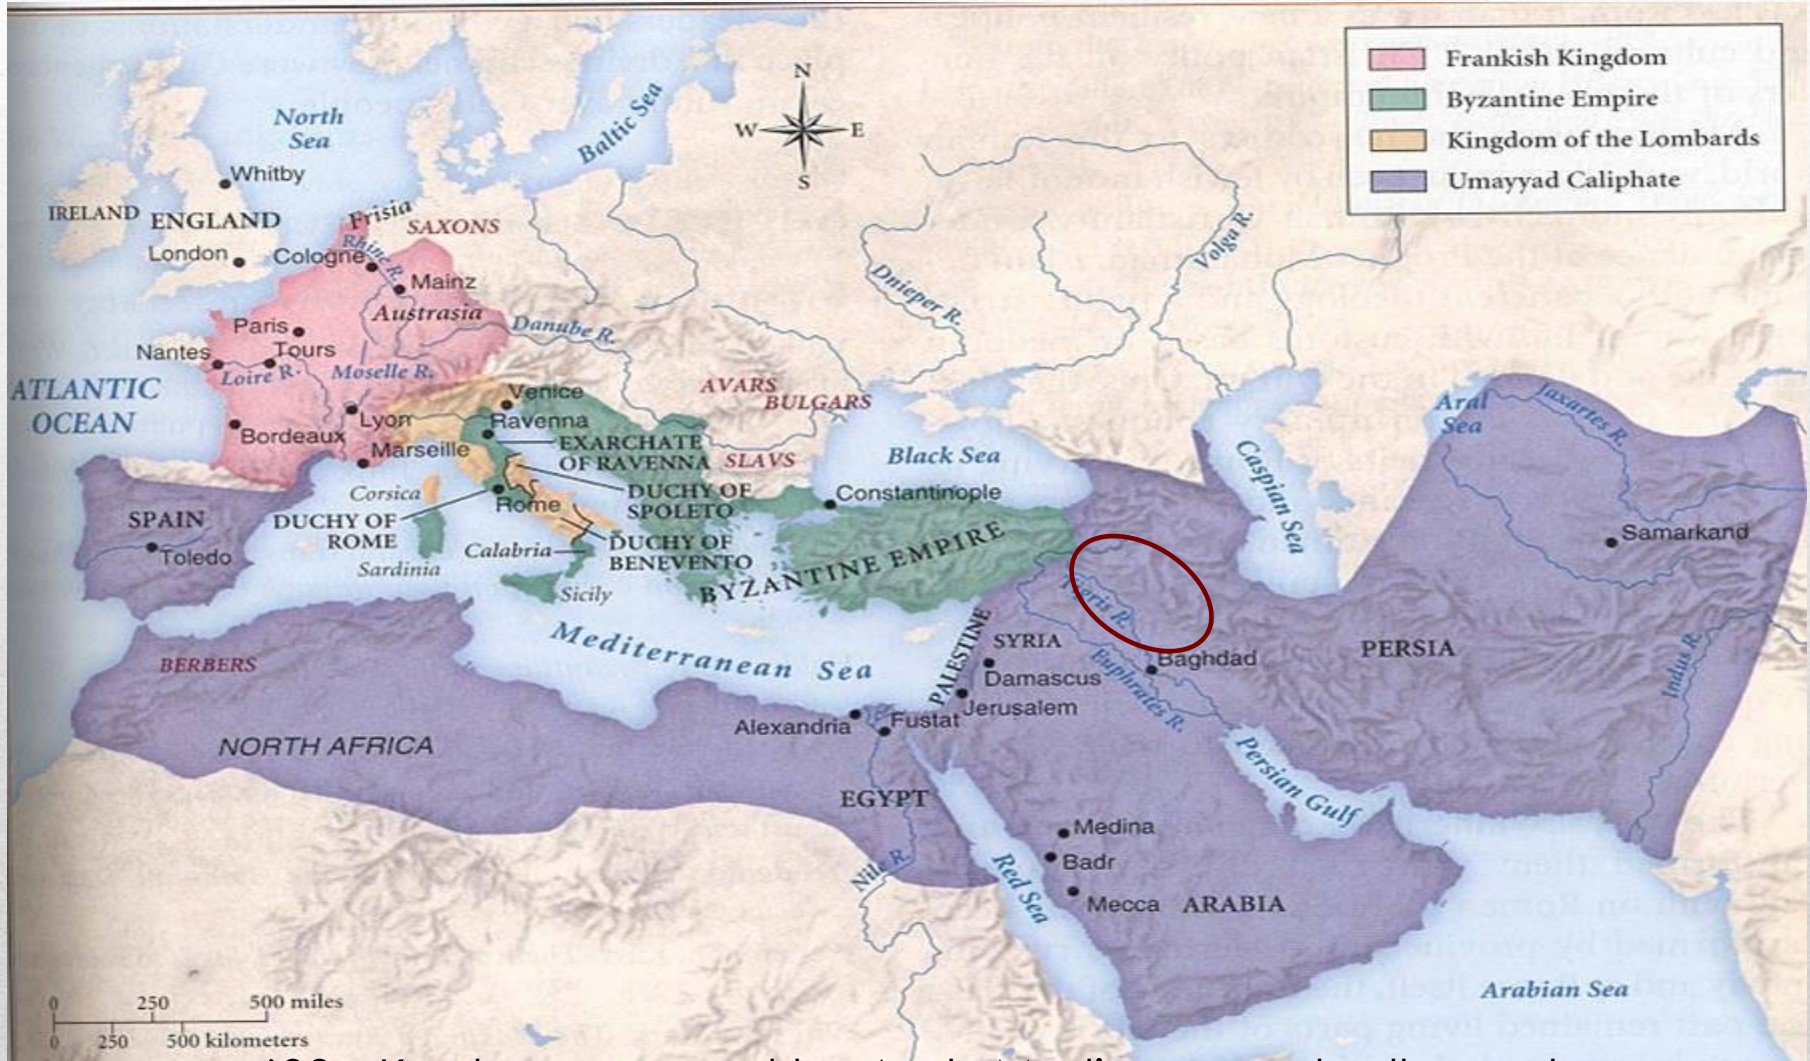 Frankish Kingdom
Byzantine Empire
Kingdom of the Lombards
Umayyad Caliphate
N
W
E
S
North
Sea
Baltic Sea
Whitby
IRELAND
ENGLAND
London
Frisia
SAXONS
Cologne
Rhine R.
Mainz
Austrasia
Paris
Nantes
Tours
Loire R.
Moselle R.
Danube R.
Dnieper R.
Volga R.
ATLANTIC
OCEAN
Lyon
Bordeaux
Marseille
Venice
Ravenna
EXARCHATE
OF RAVENNA
AVARS
BULGARS
SLAVS
Black Sea
Caspian Sea
Aral
Sea
Jaxartes R.
Corsica
Rome
DUCHY OF
SPOLETO
Constantinople
SPAIN
Toledo
DUCHY OF
ROME
Sardinia
Calabria
DUCHY OF
BENEVENTO
Sicily
BYZANTINE EMPIRE
Samarkand
Tigris R.
Mediterranean Sea
BERBERS
PALESTINE
SYRIA
Damascus
Baghdad
Euphrates R.
PERSIA
Indus R.
Jerusalem
Alexandria
Fustat
NORTH AFRICA
EGYPT
Persian Gulf
Nile R.
Red Sea
Medina
Badr
Mecca
ARABIA
Arabian Sea
0 250 500 miles
0 250 500 kilometers